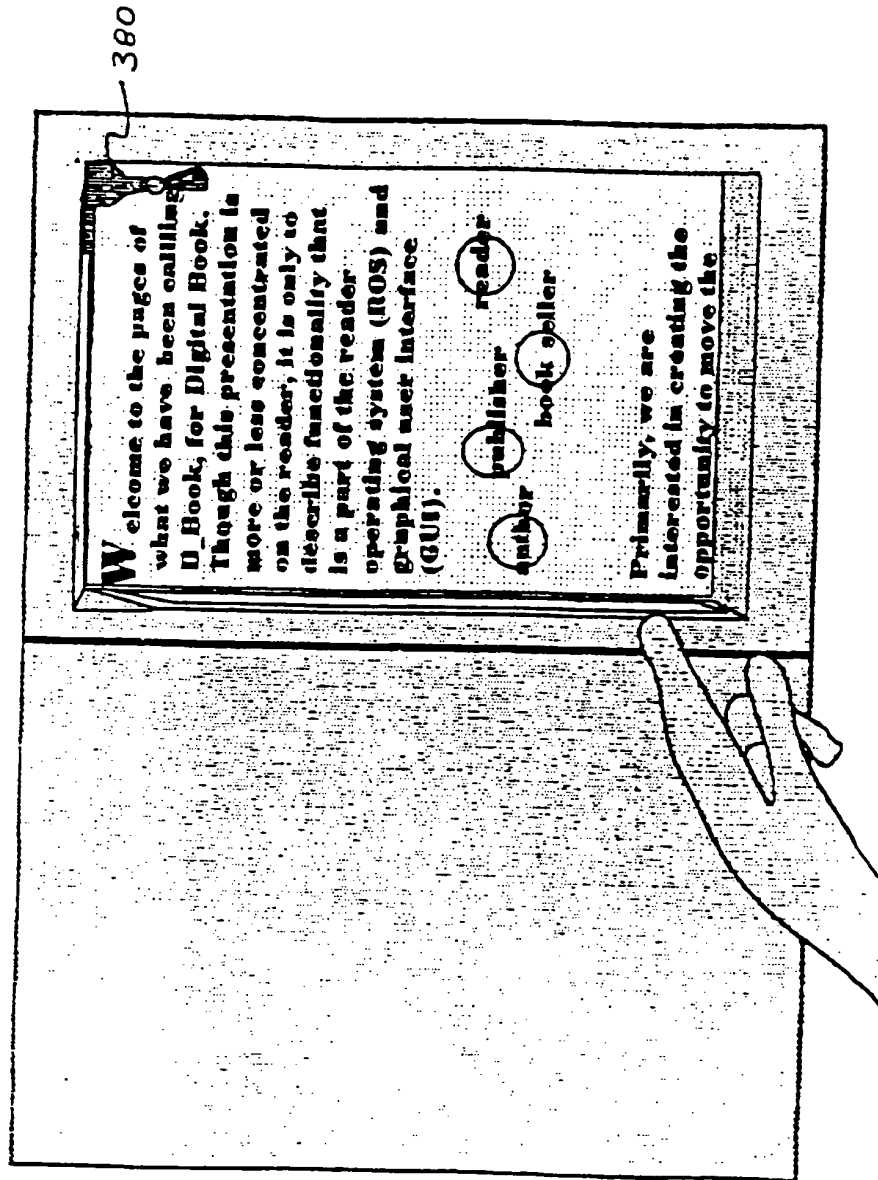 380
Welcome to the pages of
what we have been callling
D_Book, for Digital Book.
Though this presentation is
more or less concentrated
on the reader, it is only to
describe functionality that
is a part of the reader
operating system (ROS) and
graphical user interface
(GUI).
author publisher reader
book seller
Primarily, we are
interested in creating the
opportunity to move the